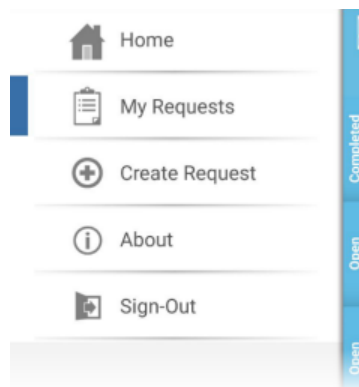 Home
My Requests
Create Request
About
Sign-Out
Completed
Open
Open